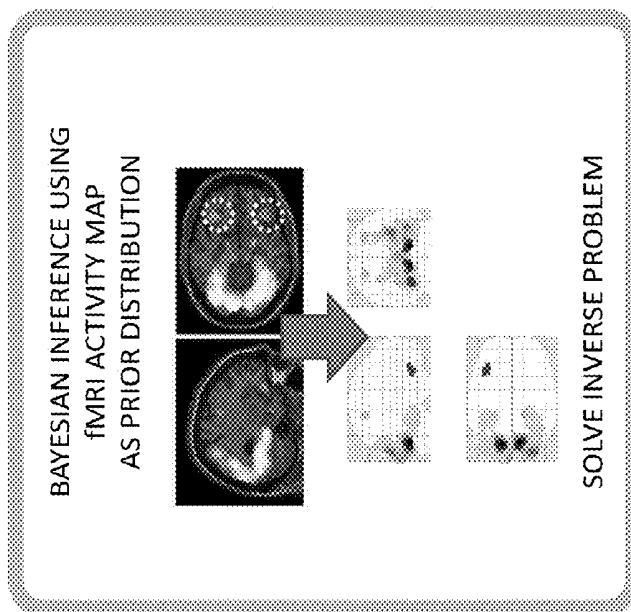 BAYESIAN INFERENCE USING
fMRI ACTIVITY MAP
AS PRIOR DISTRIBUTION
SOLVE INVERSE PROBLEM